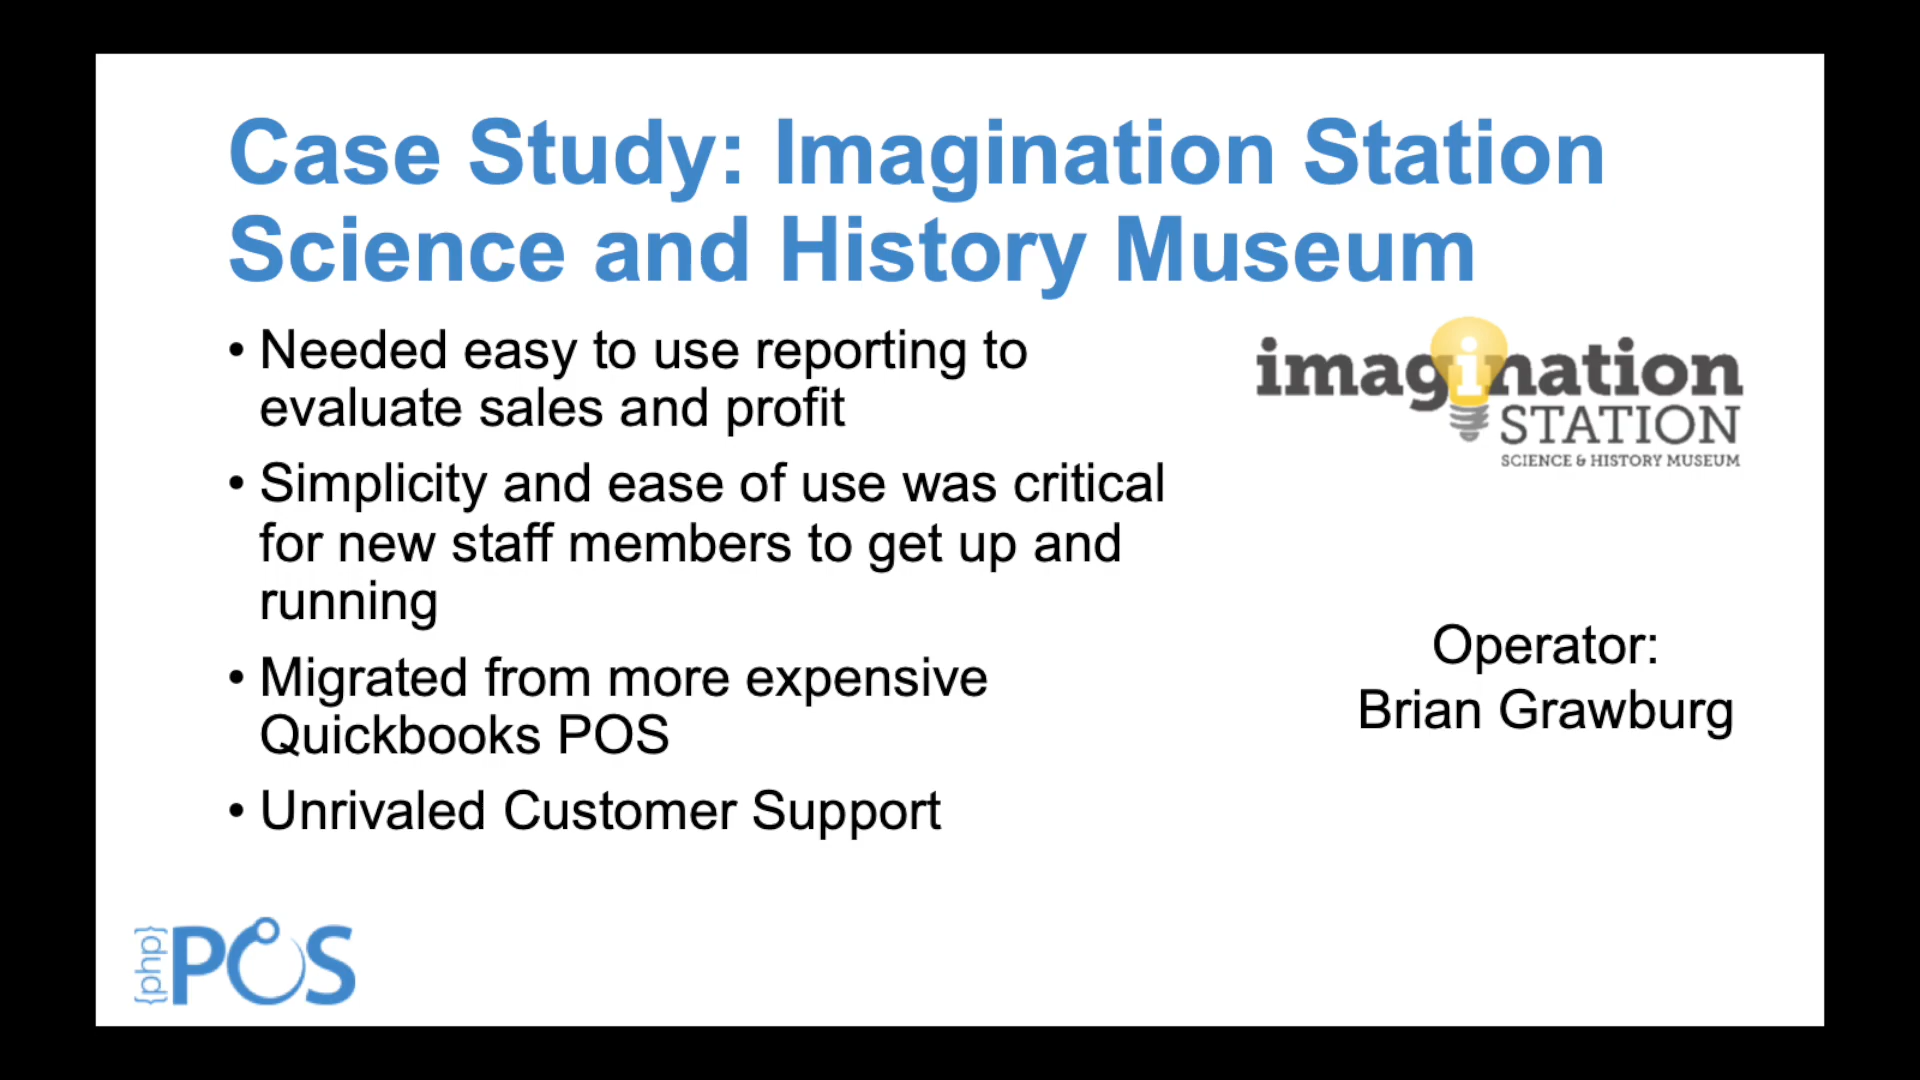 Case Study: Imagination Station
Science and History Museum
• Needed easy to use reporting to
evaluate sales and profit
• Simplicity and ease of use was critical
for new staff members to get up and
running
• Migrated from more expensive
Quickbooks POS
• Unrivaled Customer Support
imagination
STATION
SCIENCE & HISTORY MUSEUM
Operator:
Brian Grawburg
{php}
POS